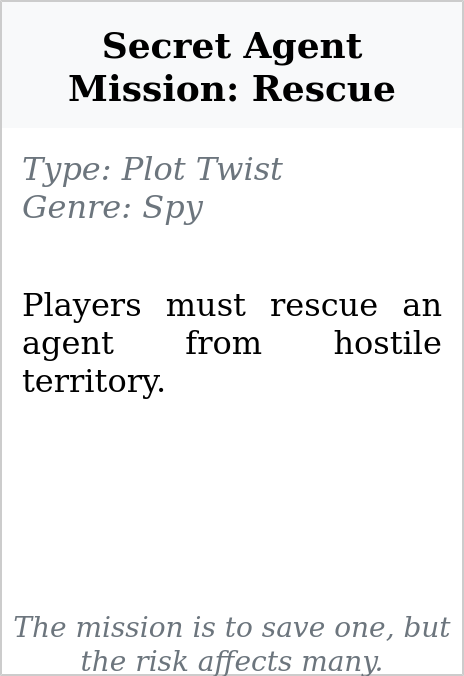 Secret Agent
Mission: Rescue
Type: Plot Twist
Genre: Spy
Players must rescue an
agent from hostile
territory.
The mission is to save one, but
the risk affects many.